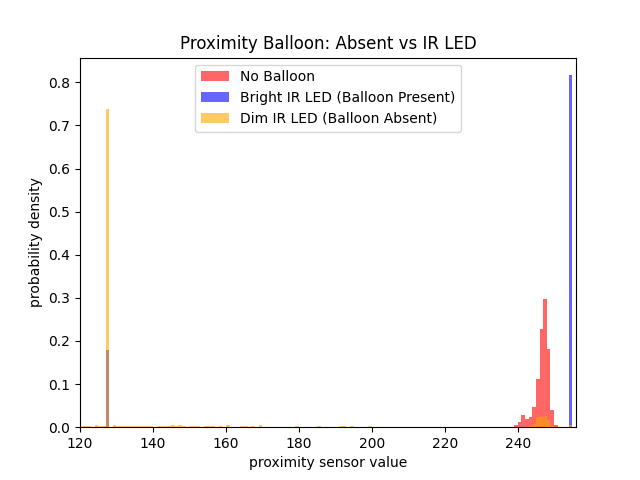 Proximity Balloon: Absent vs IR LED
No Balloon
Bright IR LED (Balloon Present)
Dim IR LED (Balloon Absent)
probability density
0.8
0.7
0.6
0.5
0.4
0.3
0.2
0.1
0.0
120 140 160 180 200 220 240
proximity sensor value